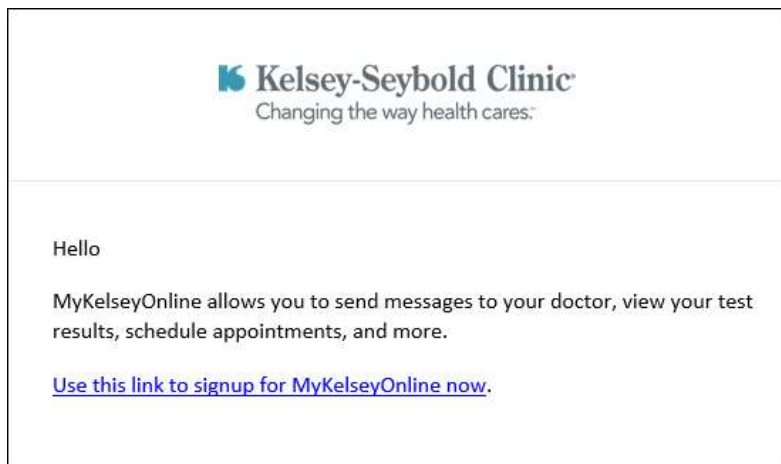 Kelsey-Seybold Clinic®
Changing the way health cares.™
Hello
MyKelseyOnline allows you to send messages to your doctor, view your test
results, schedule appointments, and more.
Use this link to signup for MyKelseyOnline now.